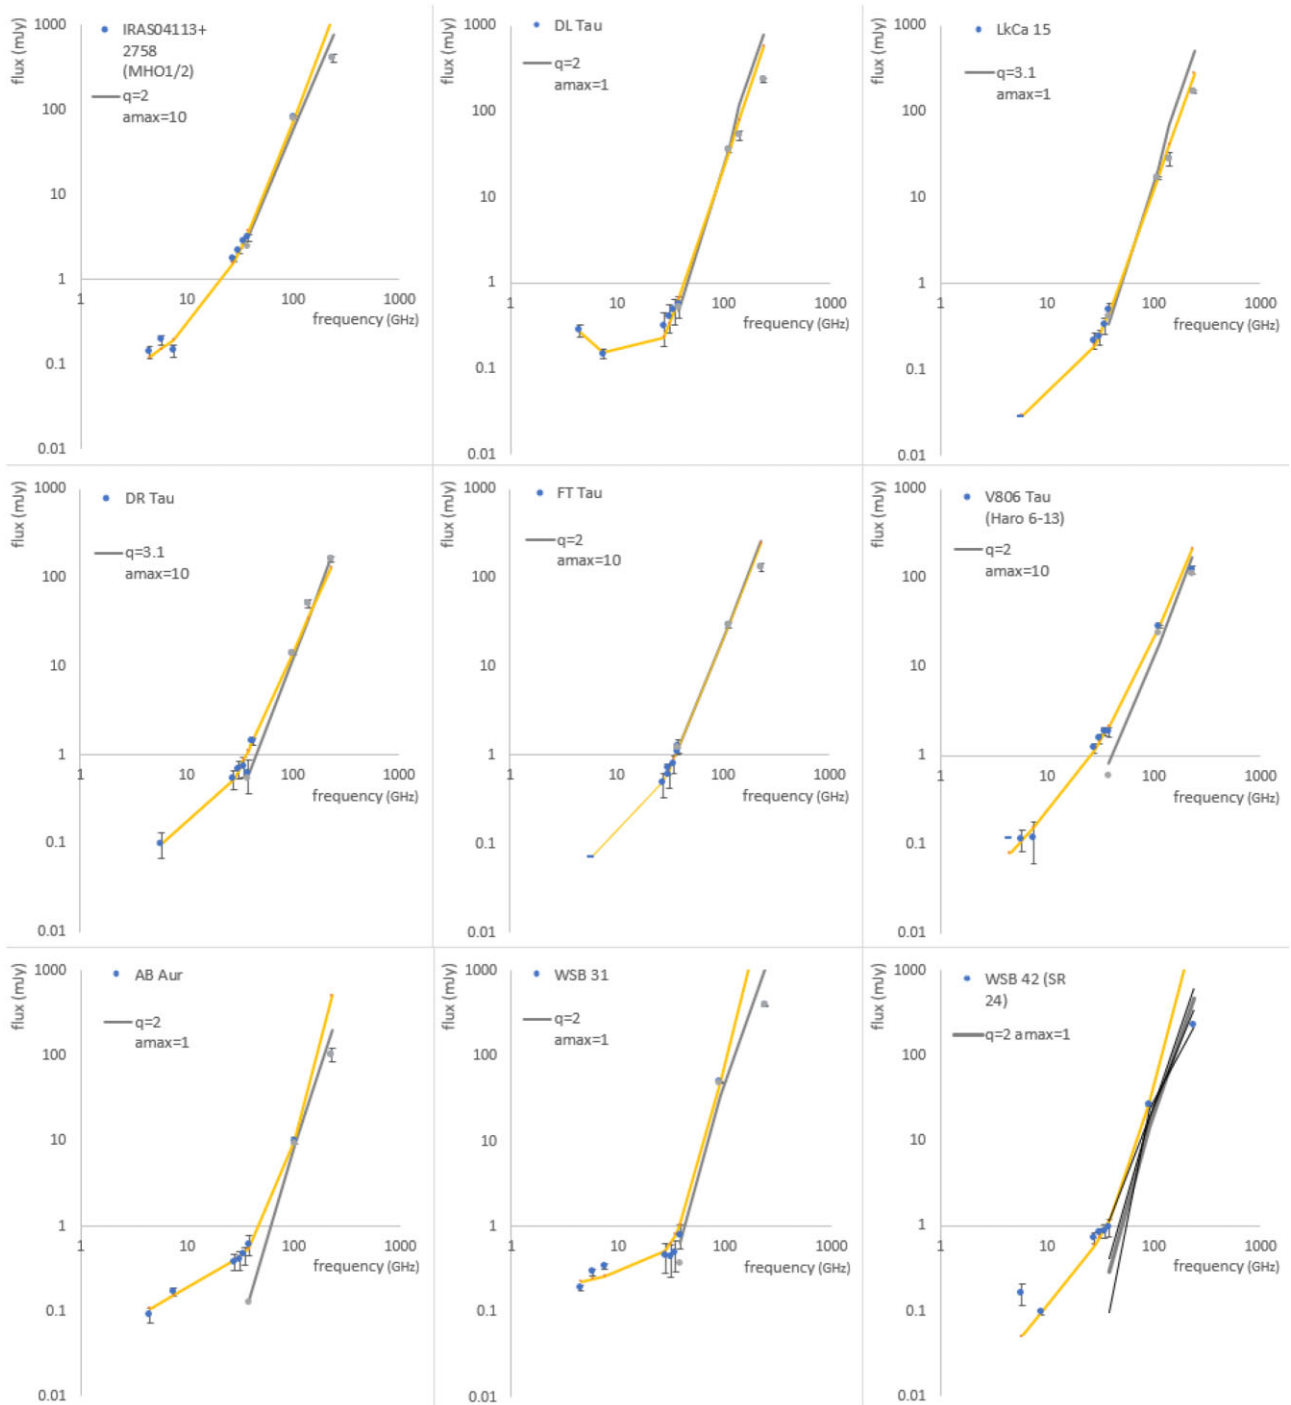 flux (mJy)
1000
100
10
1
0.1
0.01
IRAS04113+
2758
(MHO1/2)
q=2
amax=10
1
10
100
1000
frequency (GHz)
flux (mJy)
1000
100
10
1
0.1
0.01
DL Tau
q=2
amax=1
1
10
100
1000
frequency (GHz)
flux (mJy)
1000
100
10
1
0.1
0.01
LkCa 15
q=3.1
amax=1
1
10
100
1000
frequency (GHz)
flux (mJy)
1000
100
10
1
0.1
0.01
DR Tau
q=3.1
amax=10
1
10
100
1000
frequency (GHz)
flux (mJy)
1000
100
10
1
0.1
0.01
FT Tau
q=2
amax=10
1
10
100
1000
frequency (GHz)
flux (mJy)
1000
100
10
1
0.1
0.01
V806 Tau
(Haro 6-13)
q=2
amax=10
1
10
100
1000
frequency (GHz)
flux (mJy)
1000
100
10
1
0.1
0.01
AB Aur
q=2
amax=1
1
10
100
1000
frequency (GHz)
flux (mJy)
1000
100
10
1
0.1
0.01
WSB 31
q=2
amax=1
1
10
100
1000
frequency (GHz)
flux (mJy)
1000
100
10
1
0.1
0.01
WSB 42 (SR
24)
q=2 amax=1
1
10
100
1000
frequency (GHz)